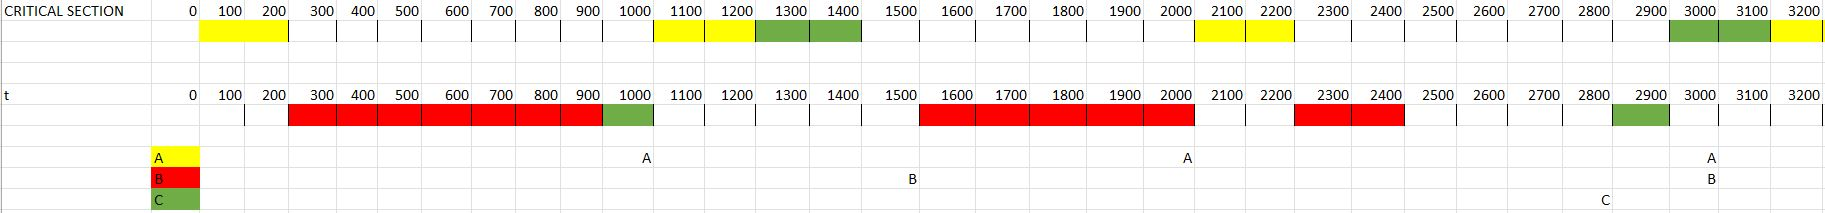 CRITICAL SECTION 0 100 200 300 400 500 600 700 800 900 1000 1100 1200 1300 1400 1500 1600 1700 1800 1900 2000 2100 2200 2300 2400 2500 2600 2700 2800 2900 3000 3100 3200
t 0 100 200 300 400 500 600 700 800 900 1000 1100 1200 1300 1400 1500 1600 1700 1800 1900 2000 2100 2200 2300 2400 2500 2600 2700 2800 2900 3000 3100 3200
A A A A
B B B
C C